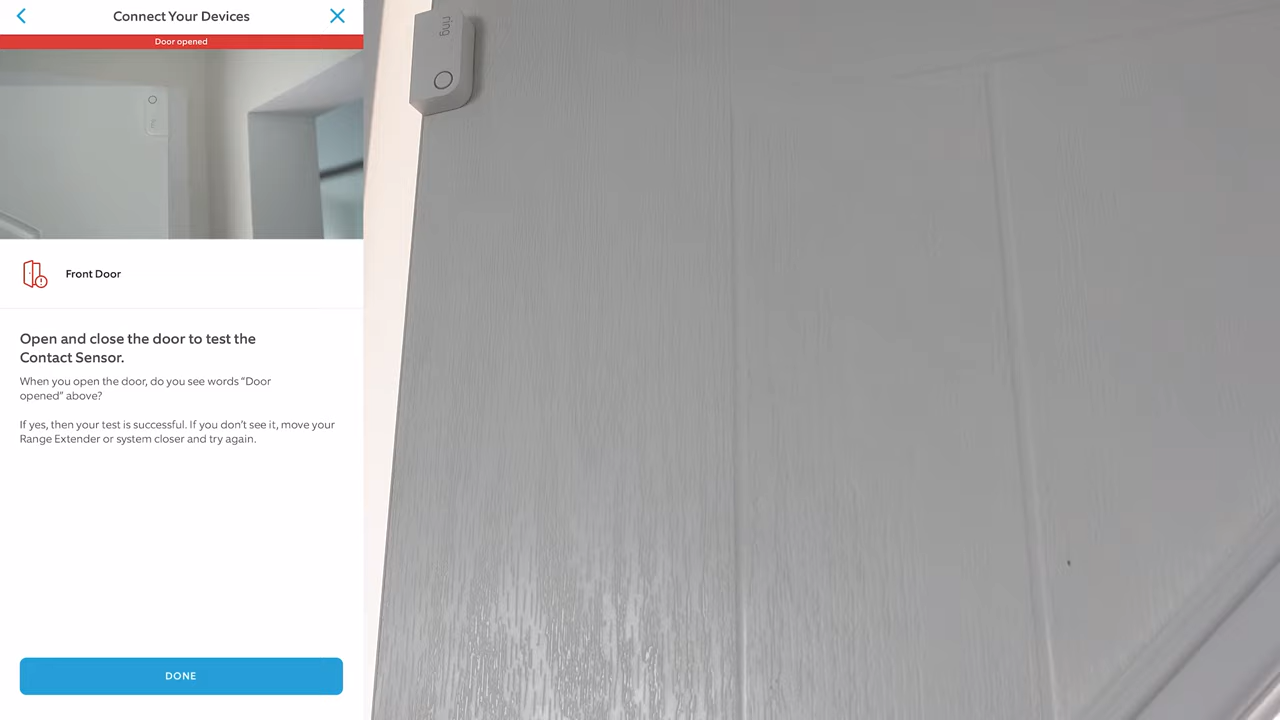 Connect Your Devices
Door opened
ring
Front Door
Open and close the door to test the
Contact Sensor.
When you open the door, do you see words “Door
opened” above?
If yes, then your test is successful. If you don’t see it, move your
Range Extender or system closer and try again.
DONE
ring